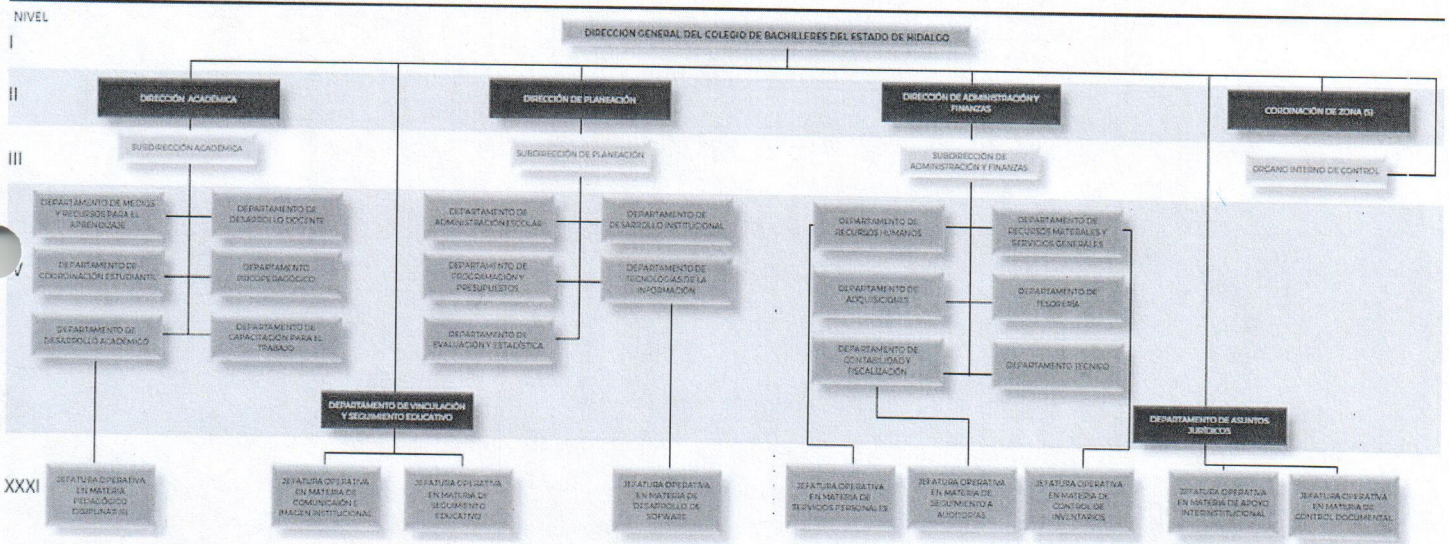 NIVEL
I
DIRECCIÓN GENERAL DEL COLEGIO DE BACHILLERES DEL ESTADO DE HIDALGO
II
DIRECCIÓN ACADÉMICA
DIRECCIÓN DE PLANEACIÓN
DIRECCIÓN DE ADMINISTRACIÓN Y
FINANZAS
CORDINACIÓN DE ZONA (5)
III
SUBDIRECCIÓN ACADÉMICA
SUBDIRECCIÓN DE PLANEACIÓN
SUBDIRECCIÓN DE
ADMINISTRACIÓN Y FINANZAS
ORGANO INTERNO DE CONTROL
V
DEPARTAMENTO DE MEDIOS
Y RECURSOS PARA EL
APRENDIZAJE
DEPARTAMENTO DE
DESARROLLO DOCENTE
DEPARTAMENTO DE
ADMINISTRACIÓN ESCOLAR
DEPARTAMENTO DE
DESARROLLO INSTITUCIONAL
DEPARTAMENTO DE
RECURSOS HUMANOS
DEPARTAMENTO DE
RECURSOS MATERIALES Y
SERVICIOS GENERALES
DEPARTAMENTO DE
COORDINACIÓN ESTUDIANTIL
DEPARTAMENTO
PSICOPEDAGÓGICO
DEPARTAMENTO DE
PROGRAMACIÓN Y
PRESUPUESTOS
DEPARTAMENTO DE
TECNOLOGÍAS DE LA
INFORMACIÓN
DEPARTAMENTO DE
ADQUISICIONES
DEPARTAMENTO DE
TESORERÍA
DEPARTAMENTO DE
DESARROLLO ACADÉMICO
DEPARTAMENTO DE
CAPACITACIÓN PARA EL
TRABAJO
DEPARTAMENTO DE
EVALUACIÓN Y ESTADÍSTICA
DEPARTAMENTO DE
CONTABILIDAD Y
FISCALIZACIÓN
DEPARTAMENTO TÉCNICO
DEPARTAMENTO DE VINCULACIÓN
Y SEGUIMIENTO EDUCATIVO
DEPARTAMENTO DE ASUNTOS
JURÍDICOS
XXXI
JEFATURA OPERATIVA
EN MATERIA
PEDAGÓGICO
JEFATURA OPERATIVA
EN MATERIA DE
COMUNICACIÓN E
IMAGEN INSTITUCIONAL
JEFATURA OPERATIVA
EN MATERIA DE
SEGUIMIENTO
EDUCATIVO
JEFATURA OPERATIVA
EN MATERIA DE
DESARROLLO DE
SOFWARE
JEFATURA OPERATIVA
EN MATERIA DE
SERVICIOS PERSONALES
JEFATURA OPERATIVA
EN MATERIA DE
SEGUIMIENTO A
AUDITORÍAS
JEFATURA OPERATIVA
EN MATERIA DE
CONTROL DE
INVENTARIOS
JEFATURA OPERATIVA
EN MATERIA DE APOYO
INTERINSTITUCIONAL
JEFATURA OPERATIVA
EN MATERIA DE
CONTROL DOCUMENTAL